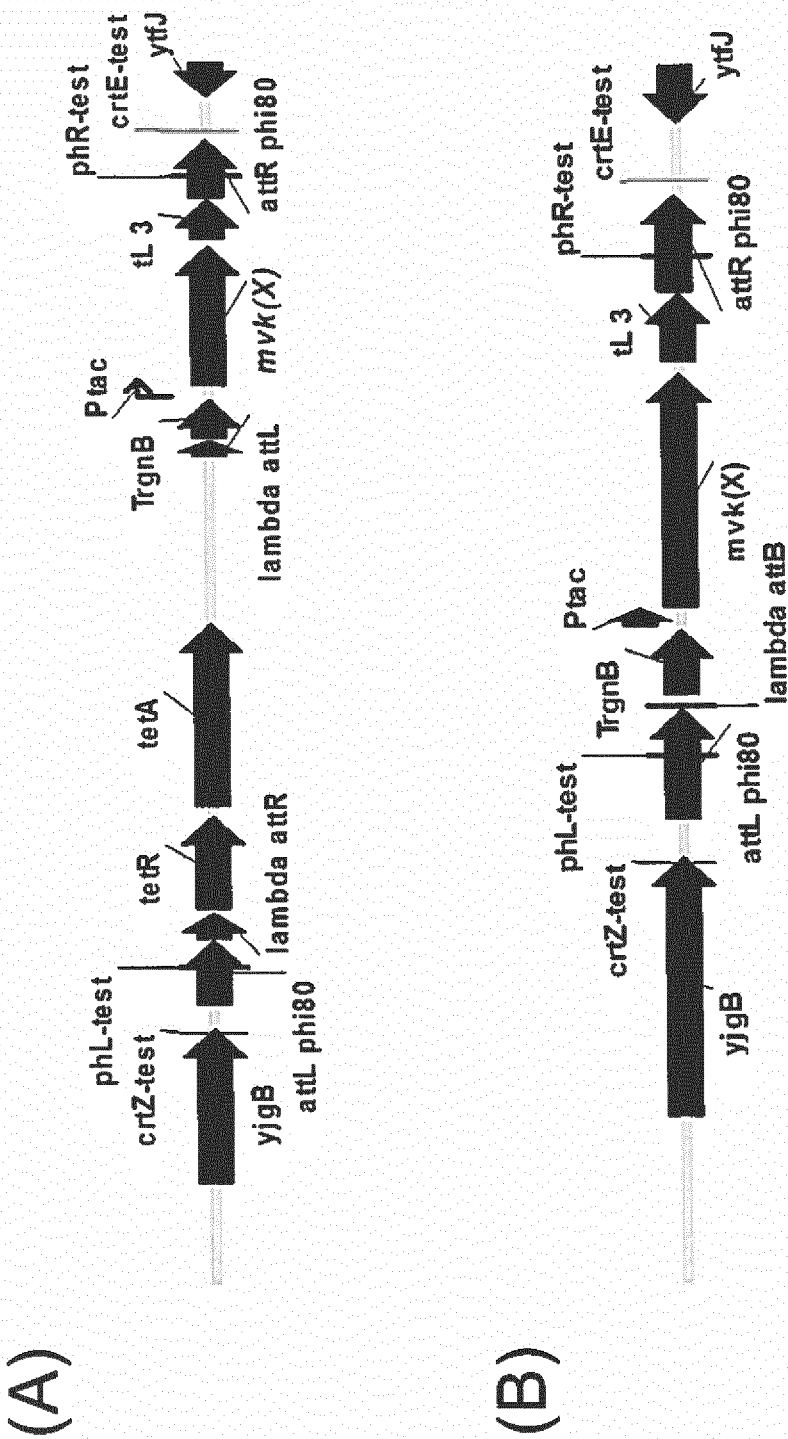 (A)
yjgB
crtZ-test
phL-test
attL phi80
lambda attR
tetR
tetA
lambda attL
TrgnB
Ptac
mvk(X)
tL 3
phR-test
attR phi80
crtE-test
ytfJ
(B)
yjgB
crtZ-test
phL-test
attL phi80
lambda attB
TrgnB
Ptac
mvk(X)
tL 3
phR-test
attR phi80
crtE-test
ytfJ